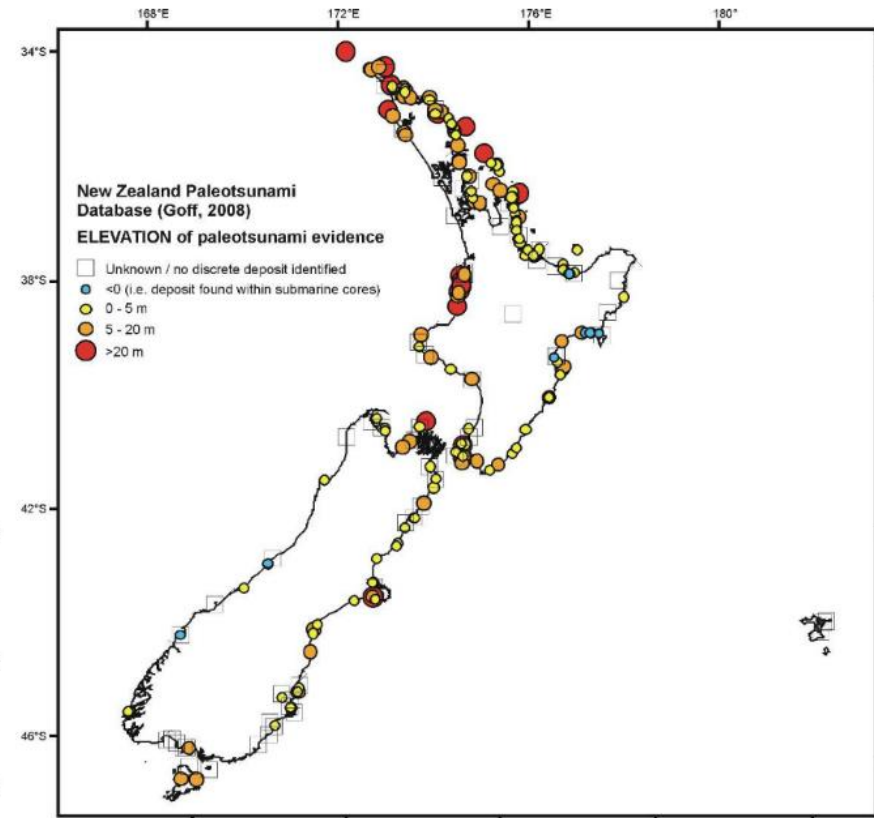 168°E 172°E 176°E 180°
34°S
New Zealand Paleotsunami
Database (Goff, 2008)
ELEVATION of paleotsunami evidence
Unknown / no discrete deposit identified
38°S
<0 (i.e. deposit found within submarine cores)
0 - 5 m
5 - 20 m
>20 m
42°S
46°S